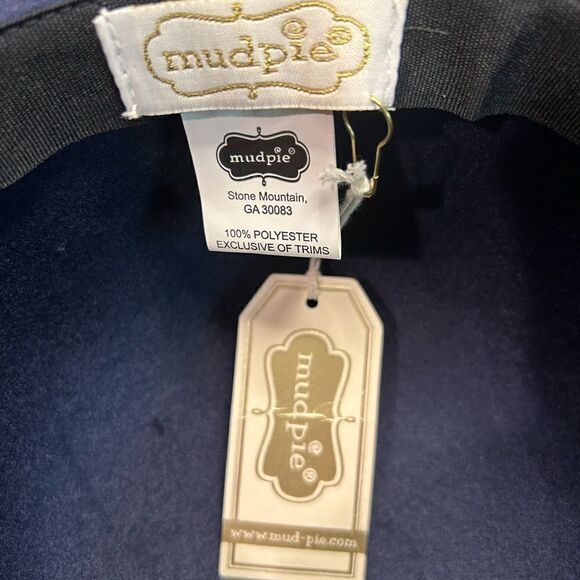 mudpie®
mudpie®
Stone Mountain,
GA 30083
100% POLYESTER
EXCLUSIVE OF TRIMS
mudpie®
www.mud-pie.com